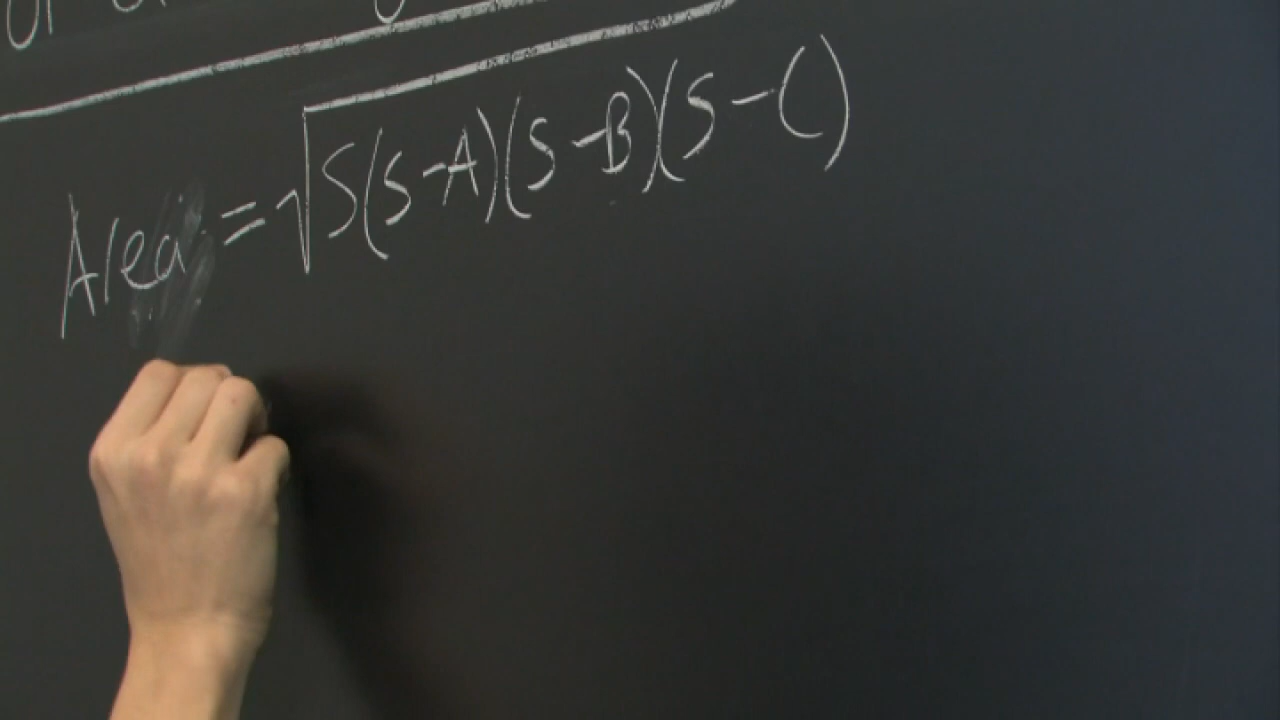 Area = √S(S-A)(S-B)(S-C)